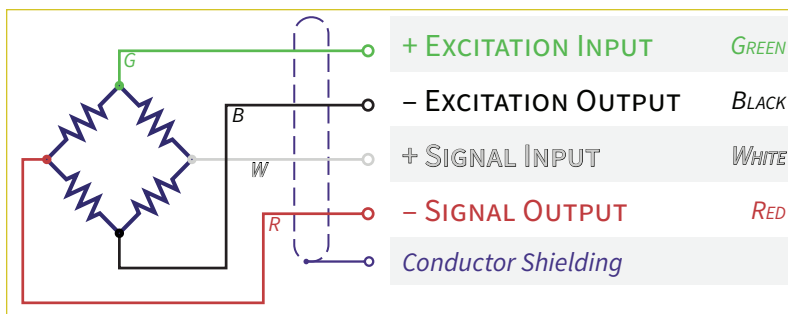 G
+ Excitation Input Green
B
– Excitation Output Black
W
+ Signal Input White
R
– Signal Output Red
Conductor Shielding